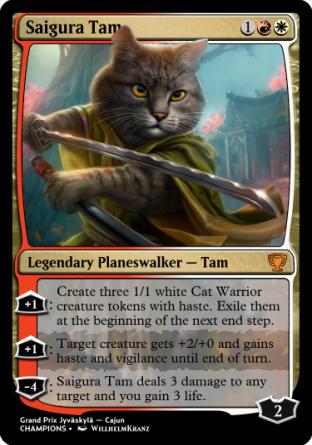 Saigura Tam 1
Legendary Planeswalker — Tam
+1: Create three 1/1 white Cat Warrior
creature tokens with haste. Exile them
at the beginning of the next end step.
+1: Target creature gets +2/+0 and gains
haste and vigilance until end of turn.
-4: Saigura Tam deals 3 damage to any
target and you gain 3 life.
2
Grand Prix Jyväskylä — Cajun
CHAMPIONS • WILLHELMKRANZ